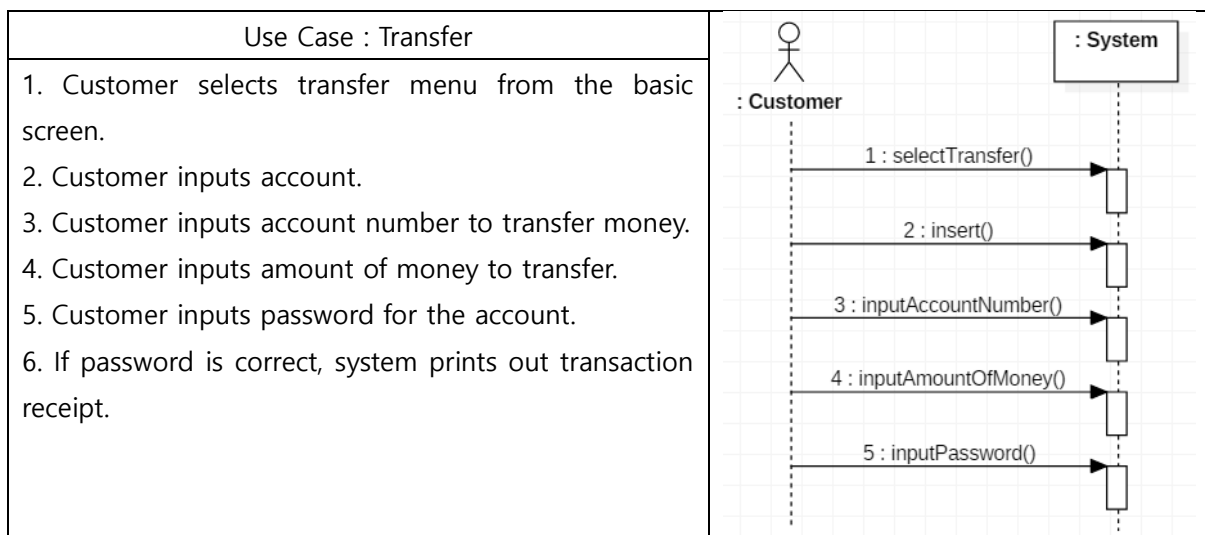 Use Case : Transfer
1. Customer selects transfer menu from the basic
screen.
2. Customer inputs account.
3. Customer inputs account number to transfer money.
4. Customer inputs amount of money to transfer.
5. Customer inputs password for the account.
6. If password is correct, system prints out transaction
receipt.
: System
: Customer
1 : selectTransfer()
2 : insert()
3 : inputAccountNumber()
4 : inputAmountOfMoney()
5 : inputPassword()